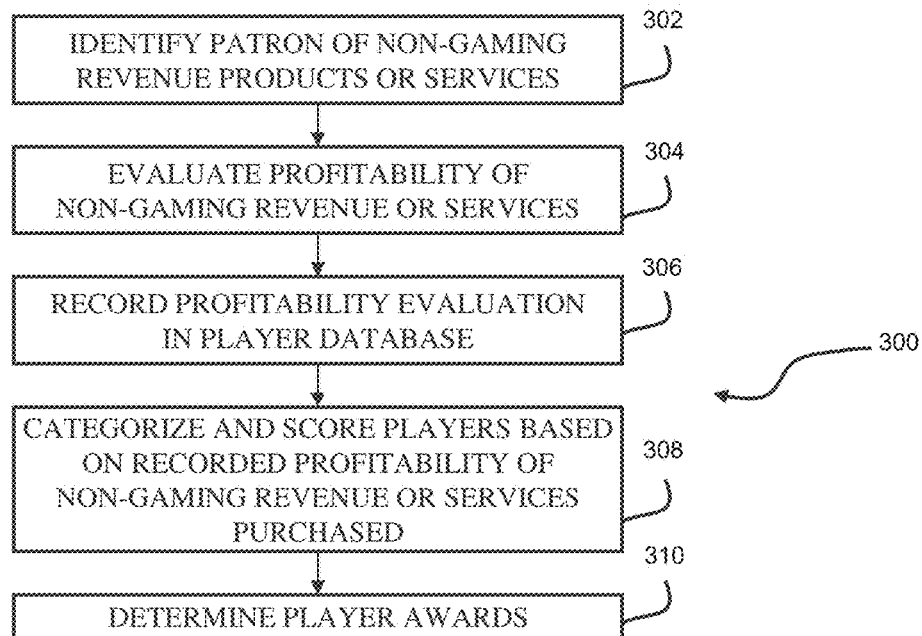 IDENTIFY PATRON OF NON-GAMING
REVENUE PRODUCTS OR SERVICES
302
EVALUATE PROFITABILITY OF
NON-GAMING REVENUE OR SERVICES
304
RECORD PROFITABILITY EVALUATION
IN PLAYER DATABASE
306
300
CATEGORIZE AND SCORE PLAYERS BASED
ON RECORDED PROFITABILITY OF
NON-GAMING REVENUE OR SERVICES
PURCHASED
308
DETERMINE PLAYER AWARDS
310